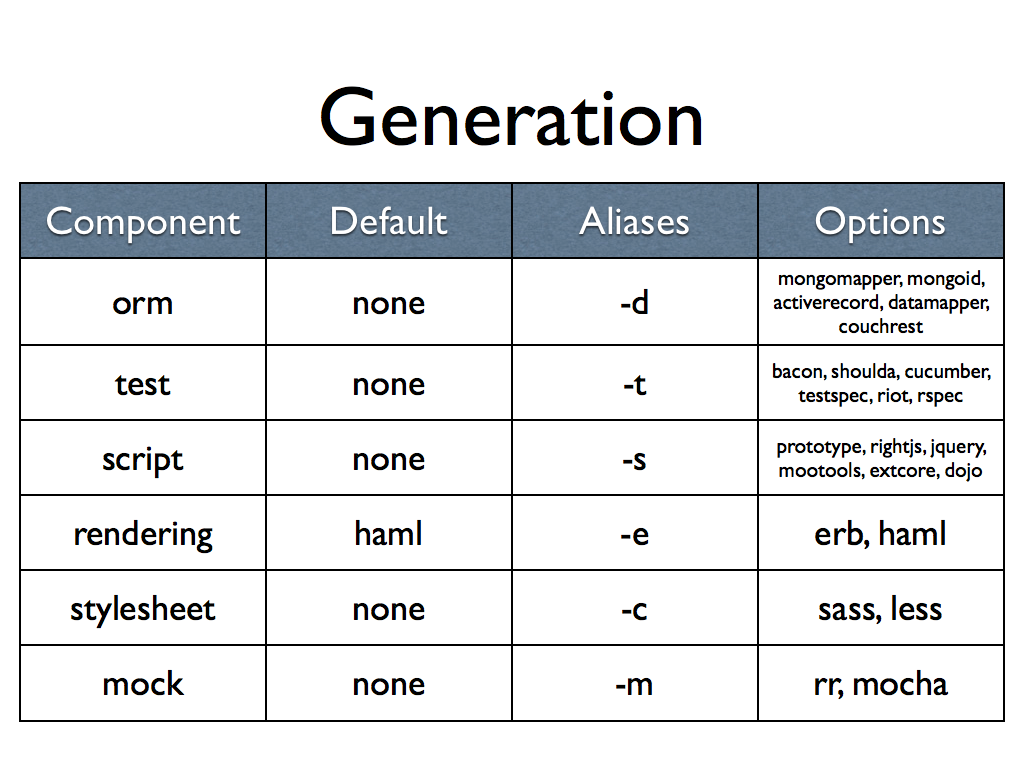 Generation
Component Default Aliases Options
orm none -d mongomapper, mongoid,
activerecord, datamapper,
couchrest
test none -t bacon, shoulda, cucumber,
testspec, riot, rspec
script none -s prototype, rightjs, jquery,
mootools, extcore, dojo
rendering haml -e erb, haml
stylesheet none -c sass, less
mock none -m rr, mocha